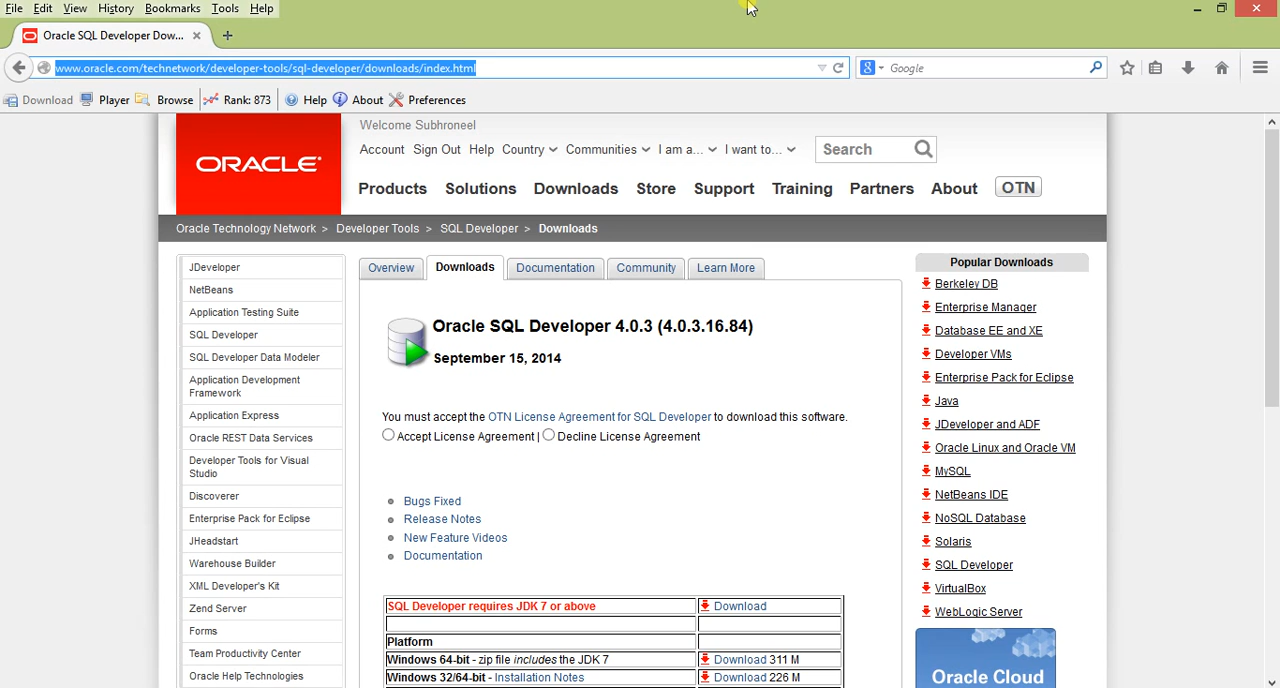 File Edit View History Bookmarks Tools Help
Oracle SQL Developer Dow...
www.oracle.com/technetwork/developer-tools/sql-developer/downloads/index.html
Google
Download Player Browse Rank: 873 Help About Preferences
Welcome Subhroneel
Account Sign Out Help Country Communities I am a... I want to...
Search
ORACLE
Products Solutions Downloads Store Support Training Partners About OTN
Oracle Technology Network > Developer Tools > SQL Developer > Downloads
JDeveloper
NetBeans
Application Testing Suite
SQL Developer
SQL Developer Data Modeler
Application Development
Framework
Application Express
Oracle REST Data Services
Developer Tools for Visual
Studio
Discoverer
Enterprise Pack for Eclipse
JHeadstart
Warehouse Builder
XML Developer's Kit
Zend Server
Forms
Team Productivity Center
Oracle Help Technologies
Overview Downloads Documentation Community Learn More
Oracle SQL Developer 4.0.3 (4.0.3.16.84)
September 15, 2014
You must accept the OTN License Agreement for SQL Developer to download this software.
Accept License Agreement | Decline License Agreement
Bugs Fixed
Release Notes
New Feature Videos
Documentation
SQL Developer requires JDK 7 or above Download
Platform
Windows 64-bit - zip file includes the JDK 7 Download 311 M
Windows 32/64-bit - Installation Notes Download 226 M
Popular Downloads
Berkeley DB
Enterprise Manager
Database EE and XE
Developer VMs
Enterprise Pack for Eclipse
Java
JDeveloper and ADF
Oracle Linux and Oracle VM
MySQL
NetBeans IDE
NoSQL Database
Solaris
SQL Developer
VirtualBox
WebLogic Server
Oracle Cloud